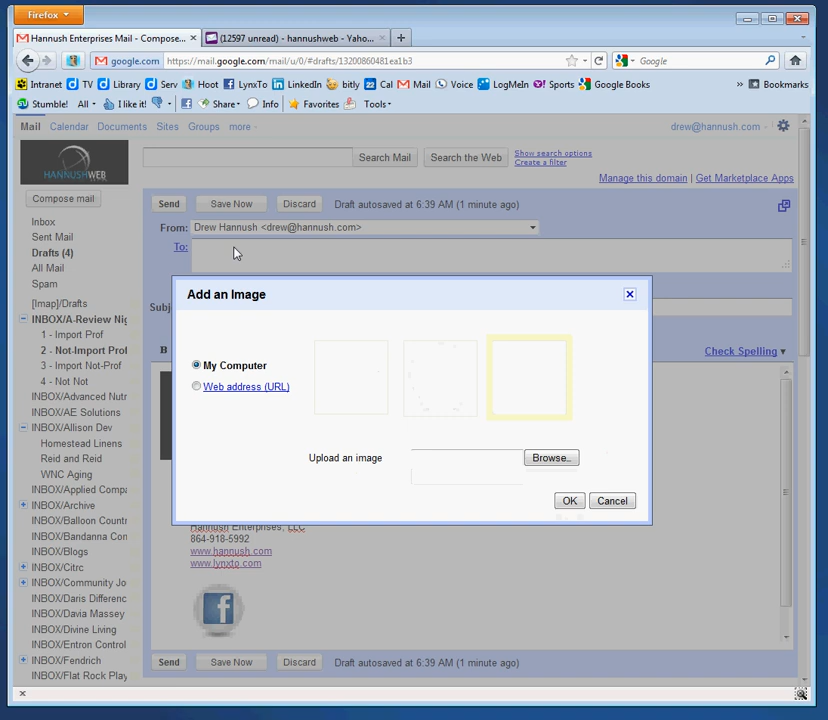 Firefox
Hannush Enterprises Mail - Compose... × (12597 unread) - hannushweb - Yaho... × +
google.com https://mail.google.com/mail/u/0/#drafts/13200860481ea1b3 Google
Intranet TV Library Serv Hoot LynxTo LinkedIn bitly 22 Cal Mail Voice LogMeIn Sports Google Books » Bookmarks
Stumble! All I like it! Share Info Favorites Tools
Mail Calendar Documents Sites Groups more drew@hannush.com
HANNUSHWEB
Search Mail Search the Web Show search options
Create a filter
Manage this domain | Get Marketplace Apps
Compose mail
Send Save Now Discard Draft autosaved at 6:39 AM (1 minute ago)
Inbox
Sent Mail
Drafts (4)
All Mail
Spam
[Imap]/Drafts
INBOX/A-Review Nig
1 - Import Prof
2 - Not-Import Prof
3 - Import Not-Prof
4 - Not Not
INBOX/Advanced Nutr
INBOX/AE Solutions
INBOX/Allison Dev
Homestead Linens
Reid and Reid
WNC Aging
INBOX/Applied Compa
INBOX/Archive
INBOX/Balloon Countr
INBOX/Bandanna Con
INBOX/Blogs
INBOX/Citrc
INBOX/Community Jo
INBOX/Daris Differenc
INBOX/Davia Massey
INBOX/Divine Living
INBOX/Entron Control
INBOX/Fendrich
INBOX/Flat Rock Play
From: Drew Hannush <drew@hannush.com>
To:
Subj
B Check Spelling ▾
Add an Image
My Computer
Web address (URL)
Upload an image Browse...
OK Cancel
Hannush Enterprises, LLC
864-918-5992
www.hannush.com
www.lynxto.com
f
Send Save Now Discard Draft autosaved at 6:39 AM (1 minute ago)
×